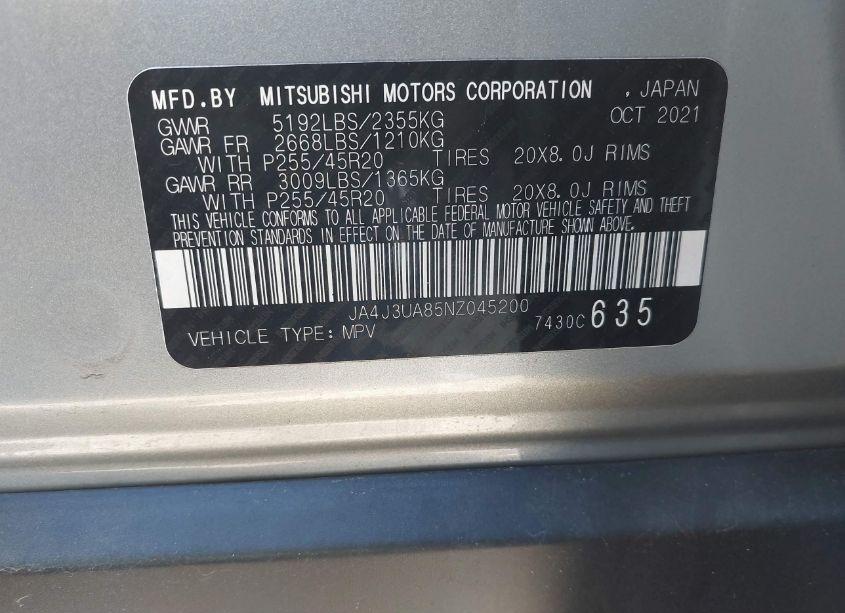 MFD.BY MITSUBISHI MOTORS CORPORATION , JAPAN
GVWR 5192LBS/2355KG OCT 2021
GAWR FR 2668LBS/1210KG
WITH P255/45R20 TIRES 20X8.0J RIMS
GAWR RR 3009LBS/1365KG
WITH P255/45R20 TIRES 20X8.0J RIMS
THIS VEHICLE CONFORMS TO ALL APPLICABLE FEDERAL MOTOR VEHICLE SAFETY AND THEFT
PREVENTION STANDARDS IN EFFECT ON THE DATE OF MANUFACTURE SHOWN ABOVE.
JA4J3UA85NZ045200
VEHICLE TYPE: MPV 7430C 635